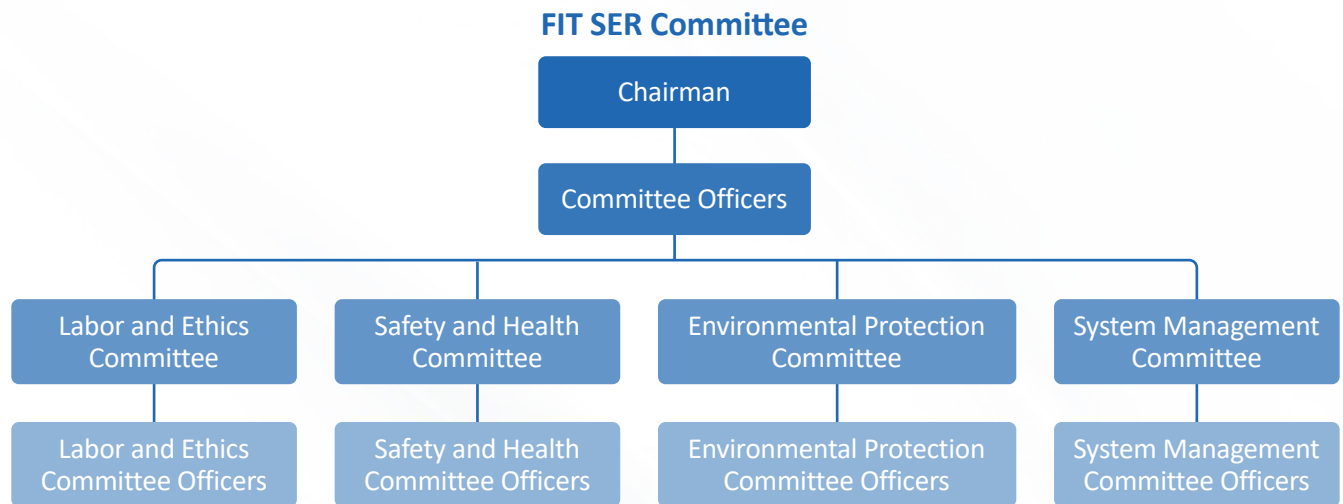 FIT SER Committee
Chairman
Committee Officers
Labor and Ethics
Committee
Safety and Health
Committee
Environmental Protection
Committee
System Management
Committee
Labor and Ethics
Committee Officers
Safety and Health
Committee Officers
Environmental Protection
Committee Officers
System Management
Committee Officers